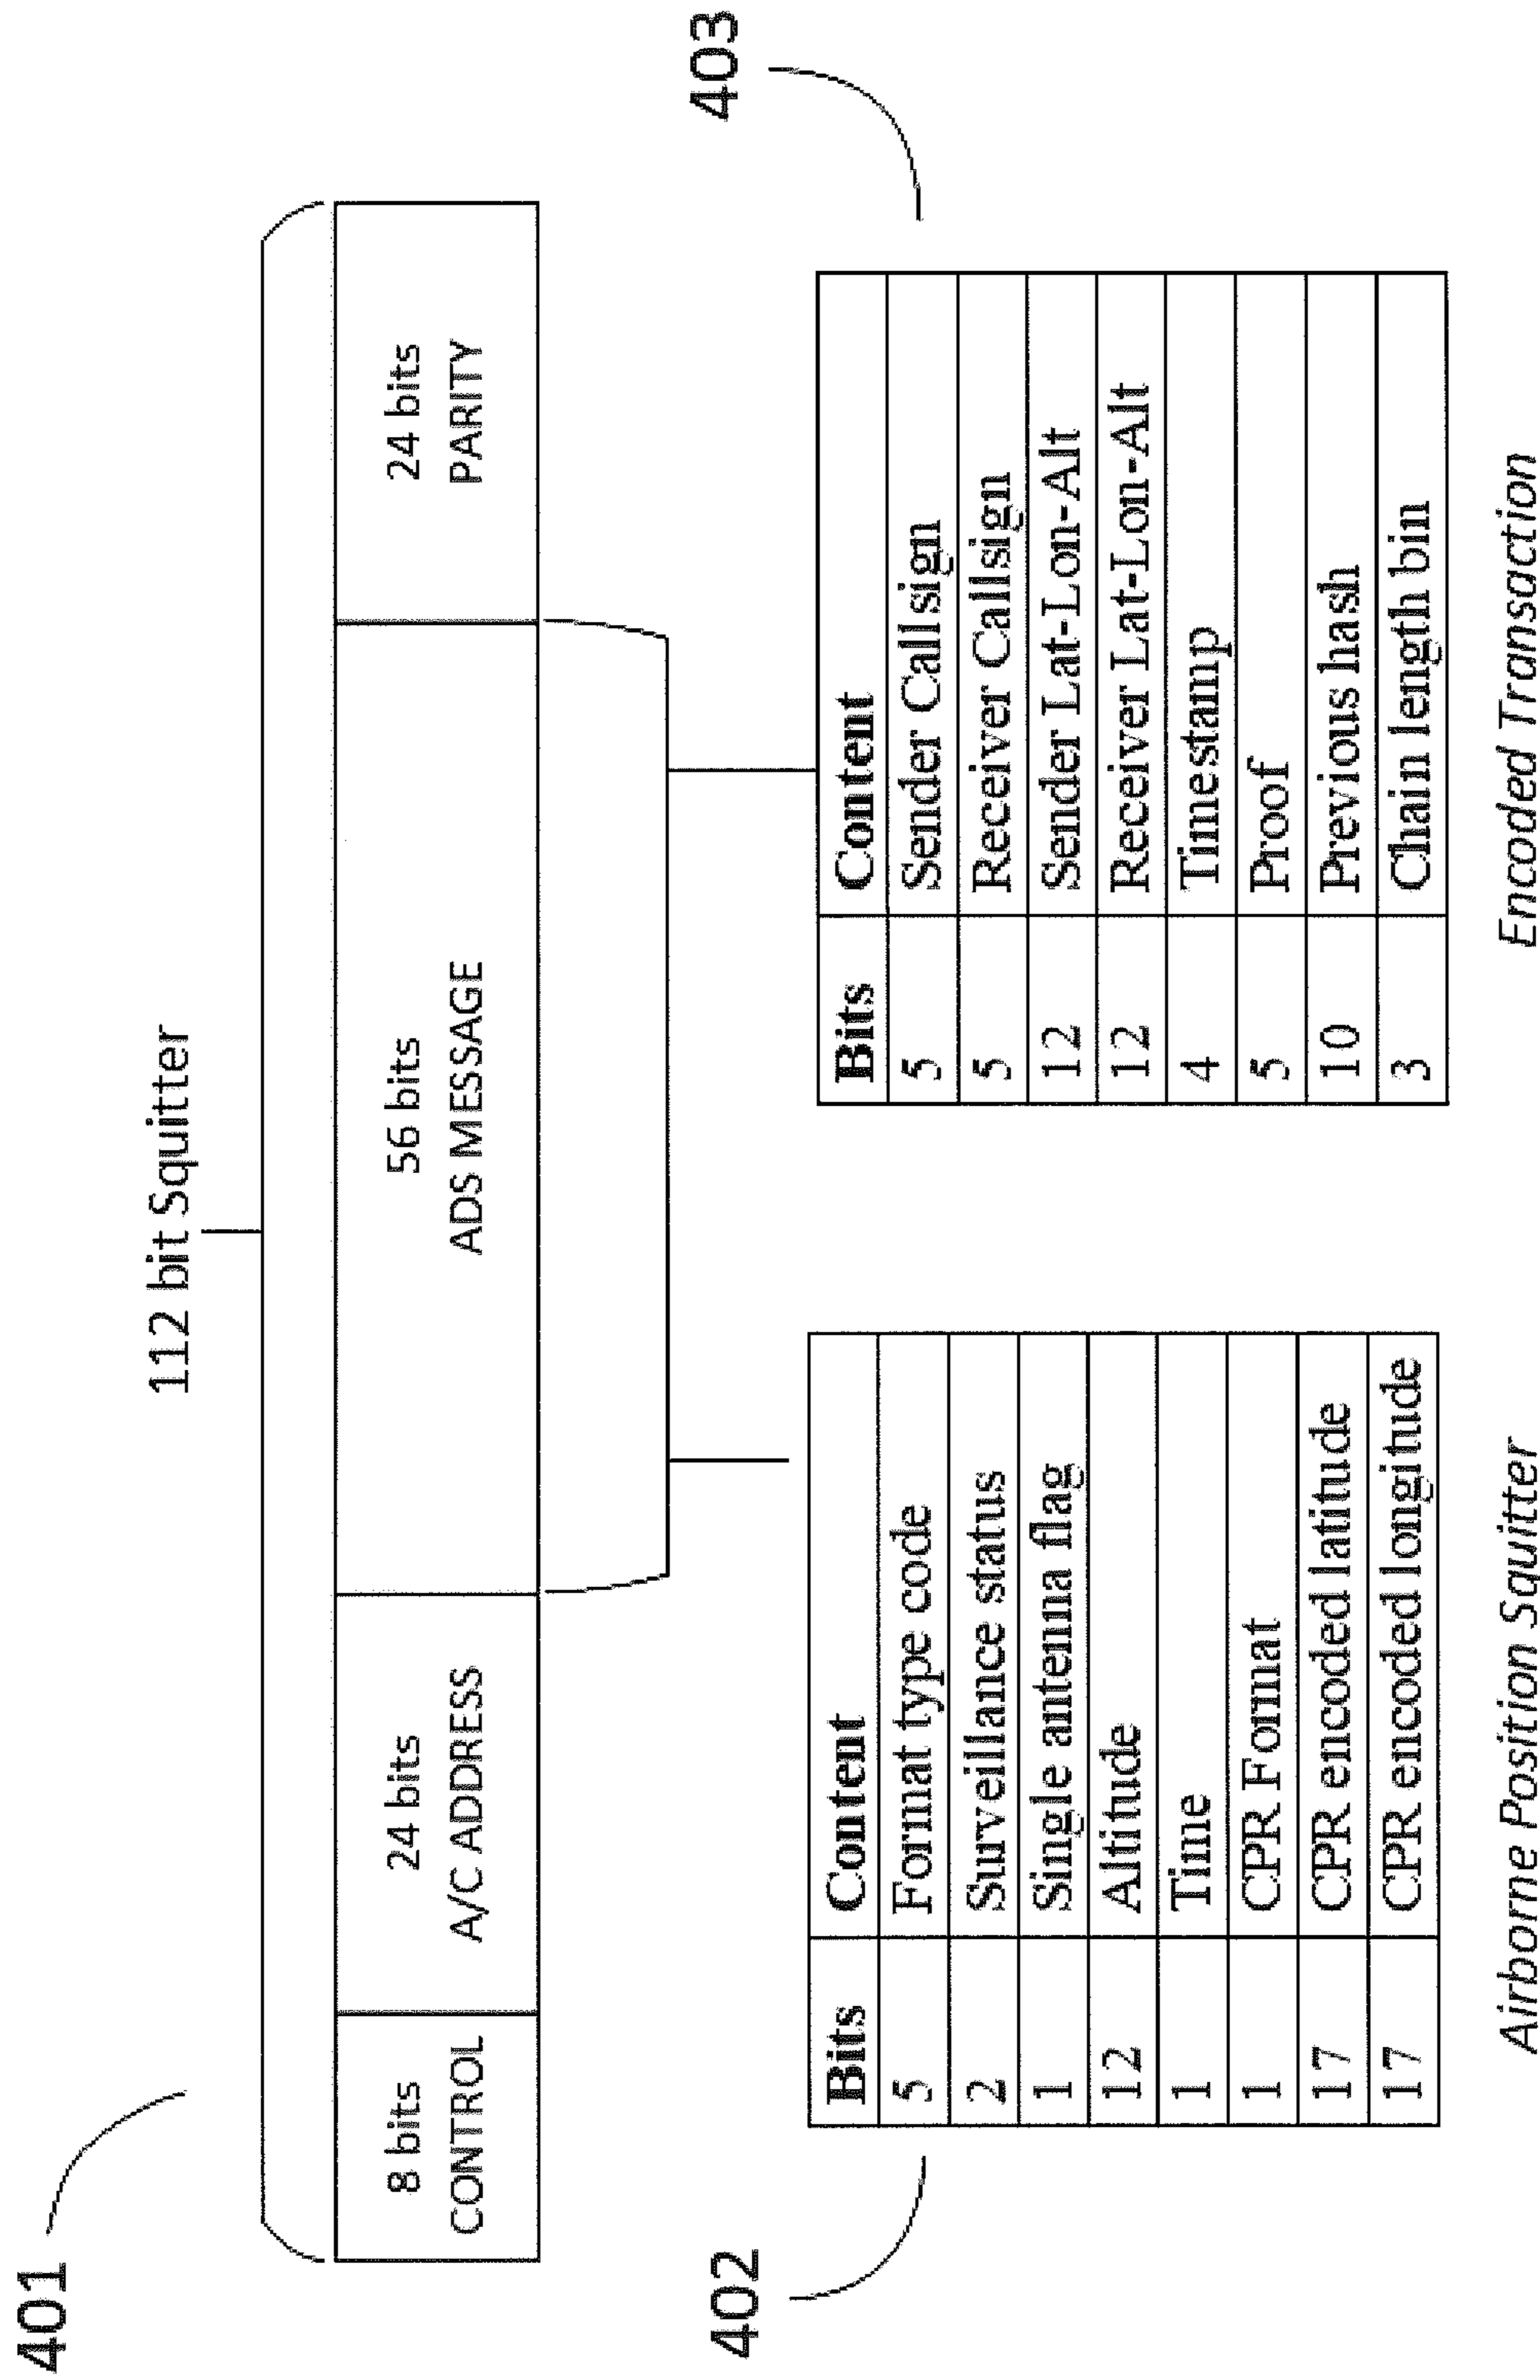 401
112 bit Squitter
8 bits
CONTROL
24 bits
A/C ADDRESS
56 bits
ADS MESSAGE
24 bits
PARITY
402
Bits Content
5 Format type code
2 Surveillance status
1 Single antenna flag
12 Altitude
1 Time
1 CPR Format
17 CPR encoded latitude
17 CPR encoded longitude
Airborne Position Squitter
403
Bits Content
5 Sender Callsign
5 Receiver Callsign
12 Sender Lat-Lon-Alt
12 Receiver Lat-Lon-Alt
4 Timestamp
5 Proof
10 Previous hash
3 Chain length bin
Encoded Transaction